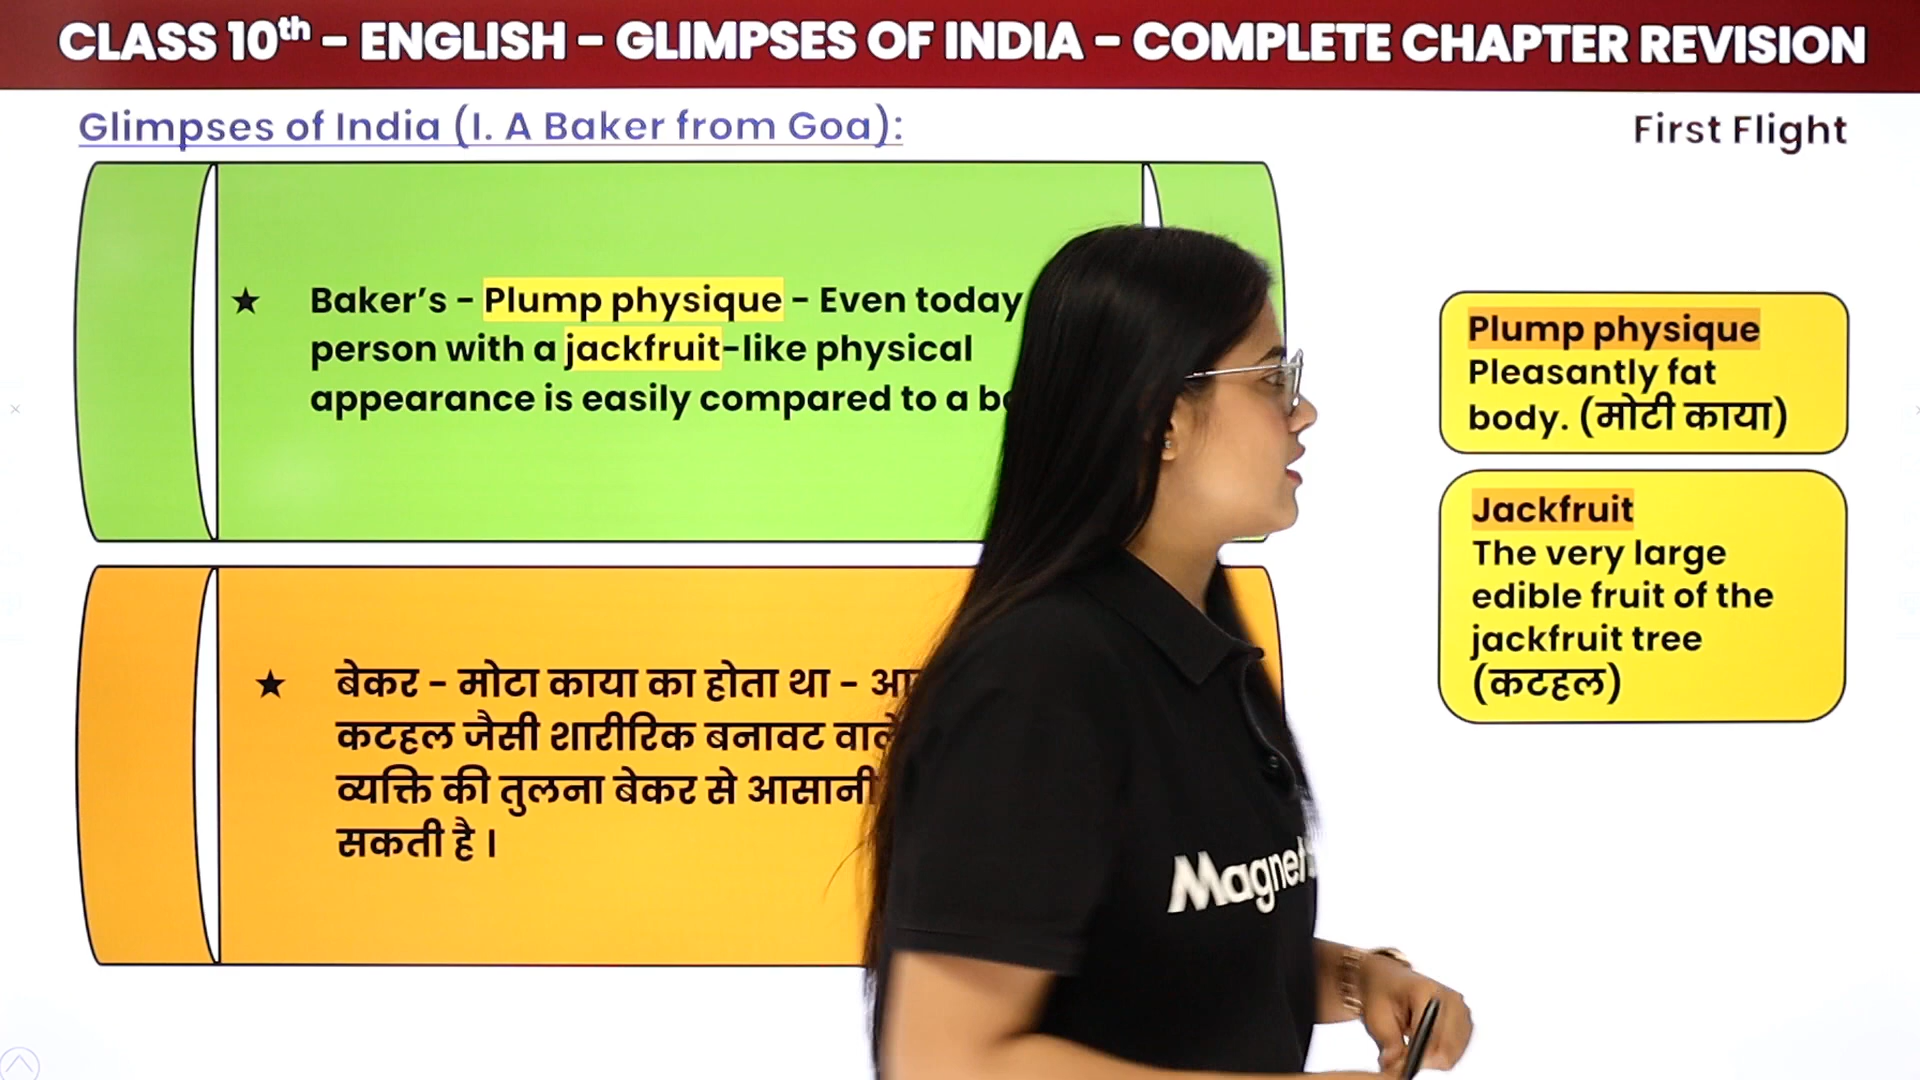 CLASS 10th - ENGLISH - GLIMPSES OF INDIA - COMPLETE CHAPTER REVISION
Glimpses of India (I. A Baker from Goa):
First Flight
★ Baker's - Plump physique - Even today
person with a jackfruit-like physical
appearance is easily compared to a
★ बेकर - मोटा काया का होता था -
कटहल जैसी शारीरिक बनावट
व्यक्ति की तुलना बेकर से आसानी
सकती है ।
Plump physique
Pleasantly fat
body. (मोटी काया)
Jackfruit
The very large
edible fruit of the
jackfruit tree
(कटहल)